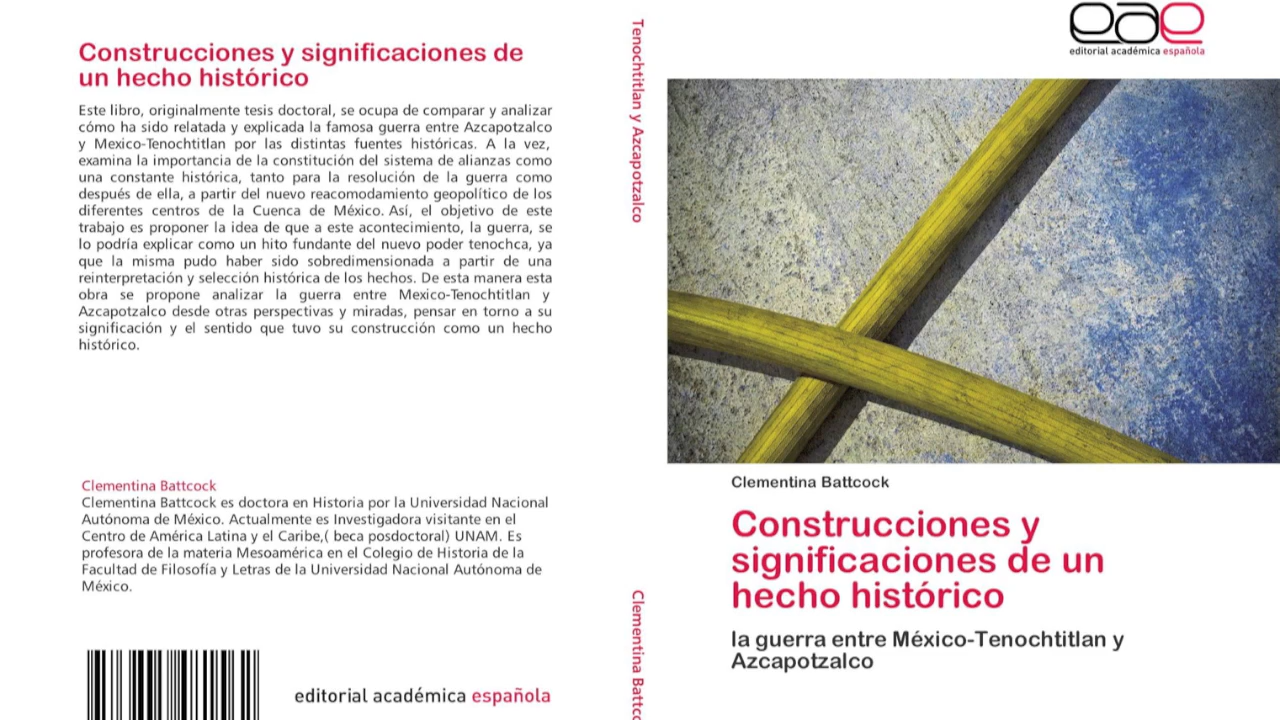 Construcciones y significaciones de
un hecho histórico
Este libro, originalmente tesis doctoral, se ocupa de comparar y analizar
cómo ha sido relatada y explicada la famosa guerra entre Azcapotzalco
y Mexico-Tenochtitlan por las distintas fuentes históricas. A la vez,
examina la importancia de la constitución del sistema de alianzas como
una constante histórica, tanto para la resolución de la guerra como
después de ella, a partir del nuevo reacomodamiento geopolítico de los
diferentes centros de la Cuenca de México. Así, el objetivo de este
trabajo es proponer la idea de que a este acontecimiento, la guerra, se
lo podría explicar como un hito fundante del nuevo poder tenochca, ya
que la misma pudo haber sido sobredimensionada a partir de una
reinterpretación y selección histórica de los hechos. De esta manera esta
obra se propone analizar la guerra entre Mexico-Tenochtitlan y
Azcapotzalco desde otras perspectivas y miradas, pensar en torno a su
significación y el sentido que tuvo su construcción como un hecho
histórico.
Clementina Battcock
Clementina Battcock es doctora en Historia por la Universidad Nacional
Autónoma de México. Actualmente es Investigadora visitante en el
Centro de América Latina y el Caribe,( beca posdoctoral) UNAM. Es
profesora de la materia Mesoamérica en el Colegio de Historia de la
Facultad de Filosofía y Letras de la Universidad Nacional Autónoma de
México.
editorial académica española
Tenochtitlan y Azcapotzalco
Clementina Battco
eae
editorial académica española
Clementina Battcock
Construcciones y
significaciones de un
hecho histórico
la guerra entre México-Tenochtitlan y
Azcapotzalco